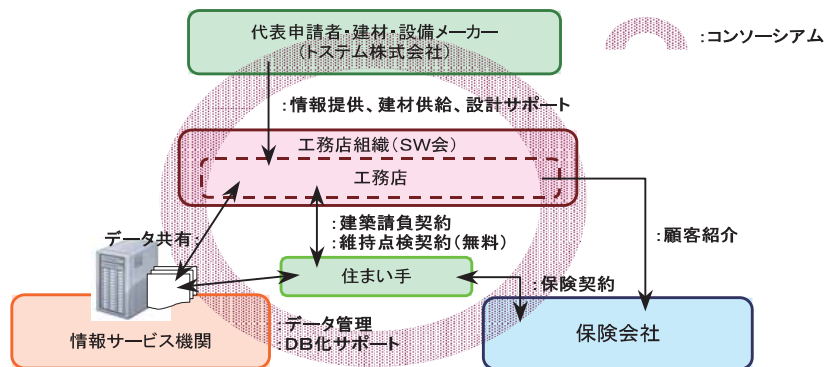 代表申請者・建材・設備メーカー
(トステム株式会社)
:コンソーシアム
:情報提供、建材供給、設計サポート
工務店組織(SW会)
工務店
データ共有:
:建築請負契約
:維持点検契約(無料)
:顧客紹介
住まい手
:保険契約
情報サービス機関
:データ管理
:DB化サポート
保険会社